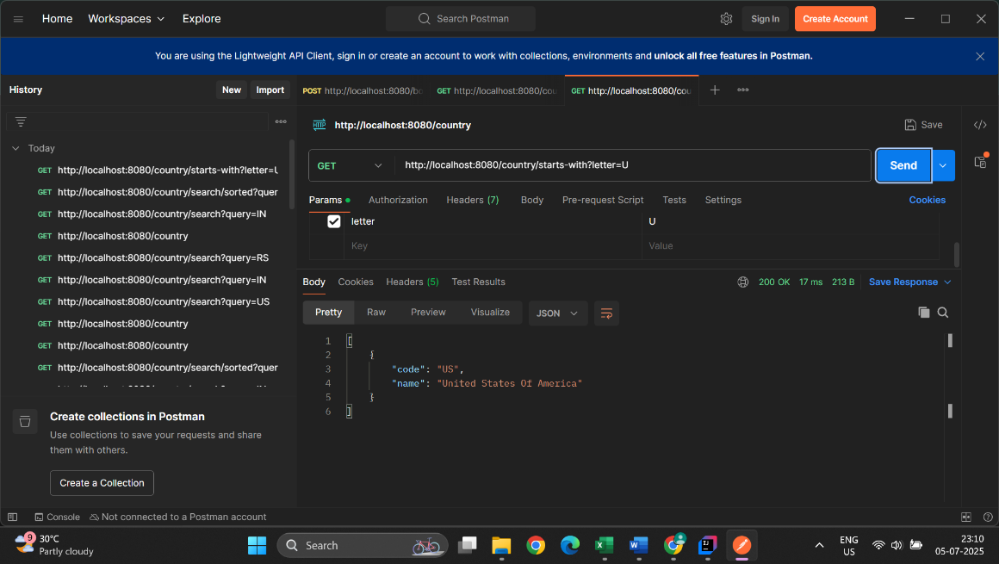 Home Workspaces Explore Search Postman Sign In Create Account
You are using the Lightweight API Client, sign in or create an account to work with collections, environments and unlock all free features in Postman.
History New Import POST http://localhost:8080/bo GET http://localhost:8080/cou GET http://localhost:8080/cou
HTTP http://localhost:8080/country Save
Today
GET http://localhost:8080/country/starts-with?letter=U
GET http://localhost:8080/country/search/sorted?quer
GET http://localhost:8080/country/search?query=IN
GET http://localhost:8080/country
GET http://localhost:8080/country/search?query=RS
GET http://localhost:8080/country/search?query=IN
GET http://localhost:8080/country/search?query=US
GET http://localhost:8080/country
GET http://localhost:8080/country
GET http://localhost:8080/country/search/sorted?quer
Create collections in Postman
Use collections to save your requests and share
them with others.
Create a Collection
GET http://localhost:8080/country/starts-with?letter=U Send
Params Authorization Headers (7) Body Pre-request Script Tests Settings Cookies
letter U
Key Value
Body Cookies Headers (5) Test Results 200 OK 17 ms 213 B Save Response
Pretty Raw Preview Visualize JSON
1 [
2 {
3 "code": "US",
4 "name": "United States Of America"
5 }
6 ]
Console Not connected to a Postman account
9 30°C
Partly cloudy
Search
ENG
US
23:10
05-07-2025